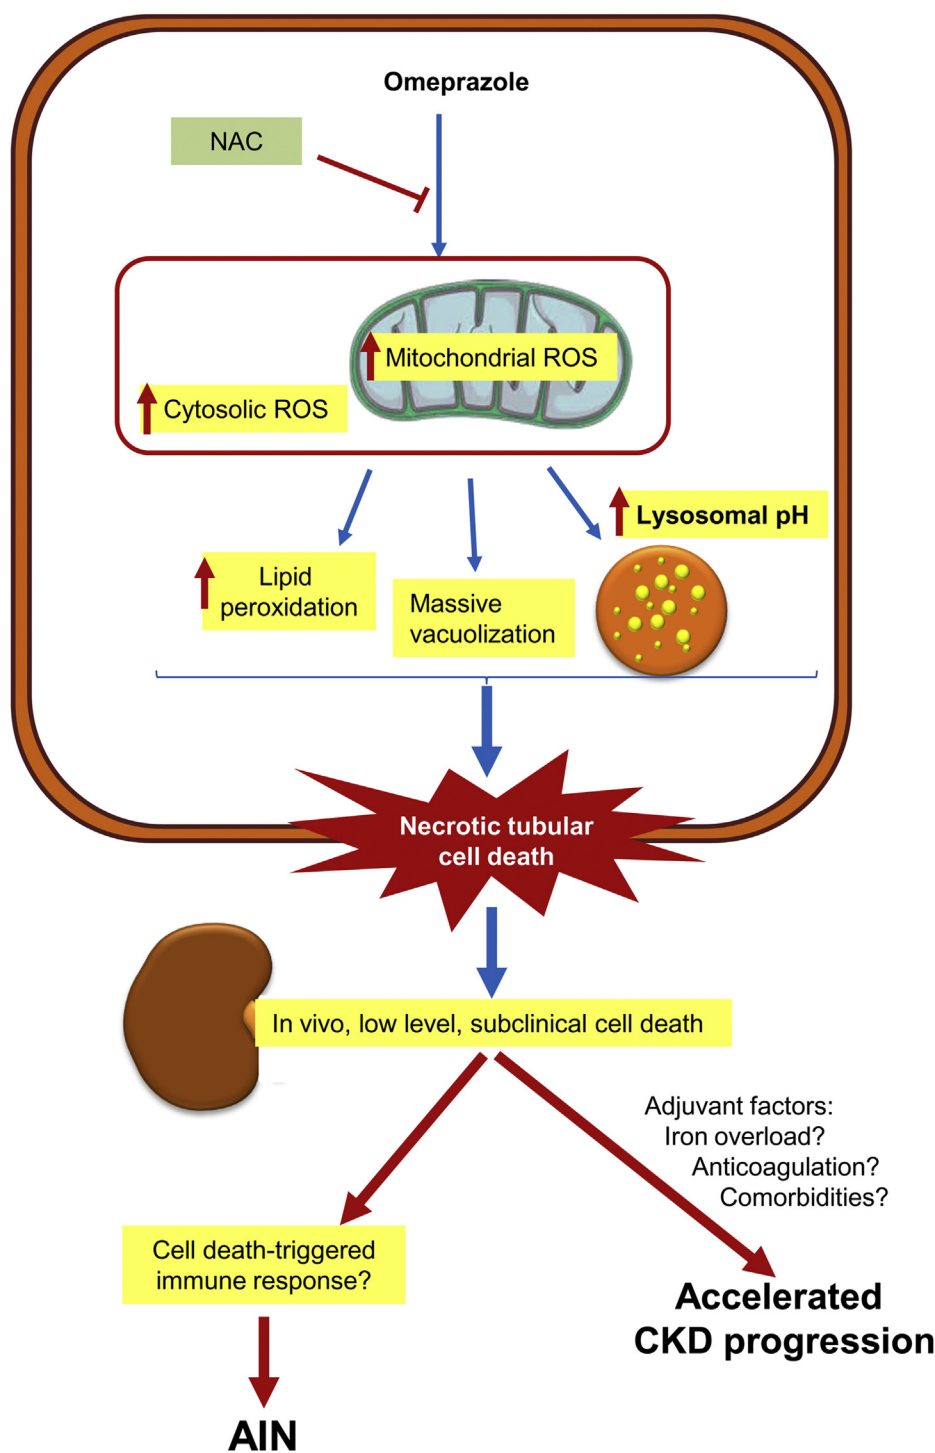 Omeprazole
NAC
Mitochondrial ROS
Cytosolic ROS
Lysosomal pH
Lipid
peroxidation
Massive
vacuolization
Necrotic tubular
cell death
In vivo, low level, subclinical cell death
Adjuvant factors:
Iron overload?
Anticoagulation?
Comorbidities?
Cell death-triggered
immune response?
Accelerated
CKD progression
AIN